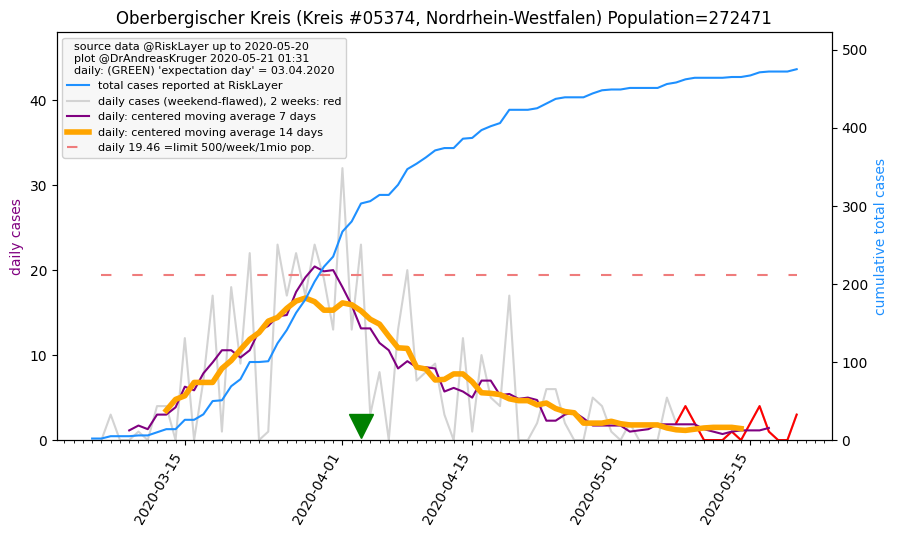 Oberbergischer Kreis (Kreis #05374, Nordrhein-Westfalen) Population=272471
source data @RiskLayer up to 2020-05-20
plot @DrAndreasKruger 2020-05-21 01:31
daily: (GREEN) 'expectation day' = 03.04.2020
total cases reported at RiskLayer
daily cases (weekend-flawed), 2 weeks: red
daily: centered moving average 7 days
daily: centered moving average 14 days
daily 19.46 =limit 500/week/1mio pop.
daily cases
0
10
20
30
40
cumulative total cases
0
100
200
300
400
500
2020-03-15
2020-04-01
2020-04-15
2020-05-01
2020-05-15